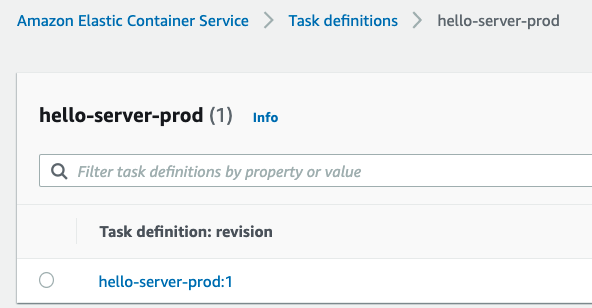 Amazon Elastic Container Service > Task definitions > hello-server-prod
hello-server-prod (1) Info
Filter task definitions by property or value
Task definition: revision
hello-server-prod:1